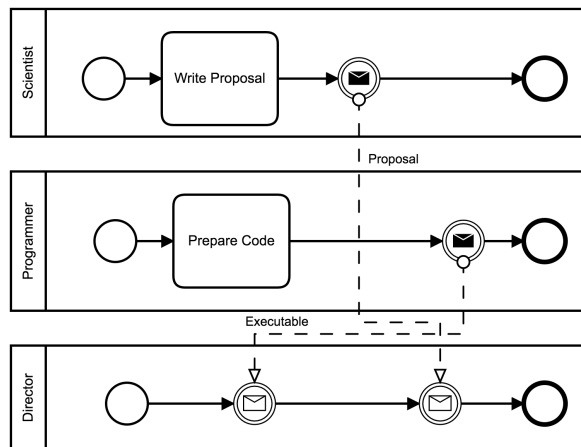 Scientist
Write Proposal
Proposal
Programmer
Prepare Code
Executable
Director